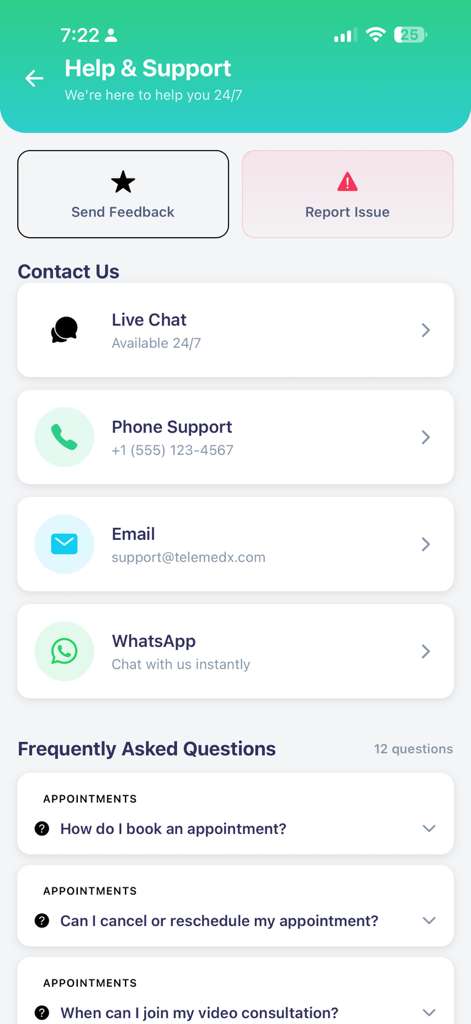 7:22
25
Help & Support
We're here to help you 24/7
Send Feedback
Report Issue
Contact Us
Live Chat
Available 24/7
Phone Support
+1 (555) 123-4567
Email
support@telemedx.com
WhatsApp
Chat with us instantly
Frequently Asked Questions
12 questions
APPOINTMENTS
How do I book an appointment?
APPOINTMENTS
Can I cancel or reschedule my appointment?
APPOINTMENTS
When can I join my video consultation?